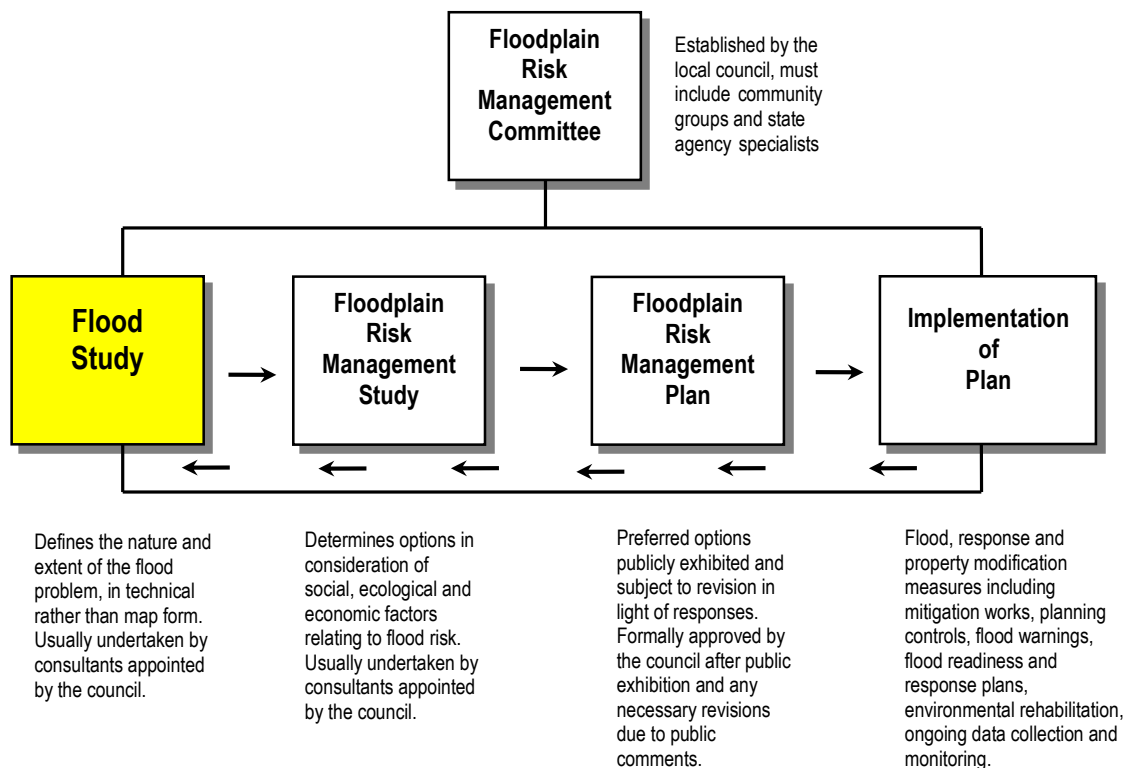 Floodplain
Risk
Management
Committee
Established by the
local council, must
include community
groups and state
agency specialists
Flood
Study
Floodplain
Risk
Management
Study
Floodplain
Risk
Management
Plan
Implementation
of
Plan
Defines the nature and
extent of the flood
problem, in technical
rather than map form.
Usually undertaken by
consultants appointed
by the council.
Determines options in
consideration of
social, ecological and
economic factors
relating to flood risk.
Usually undertaken by
consultants appointed
by the council.
Preferred options
publicly exhibited and
subject to revision in
light of responses.
Formally approved by
the council after public
exhibition and any
necessary revisions
due to public
comments.
Flood, response and
property modification
measures including
mitigation works, planning
controls, flood warnings,
flood readiness and
response plans,
environmental rehabilitation,
ongoing data collection and
monitoring.